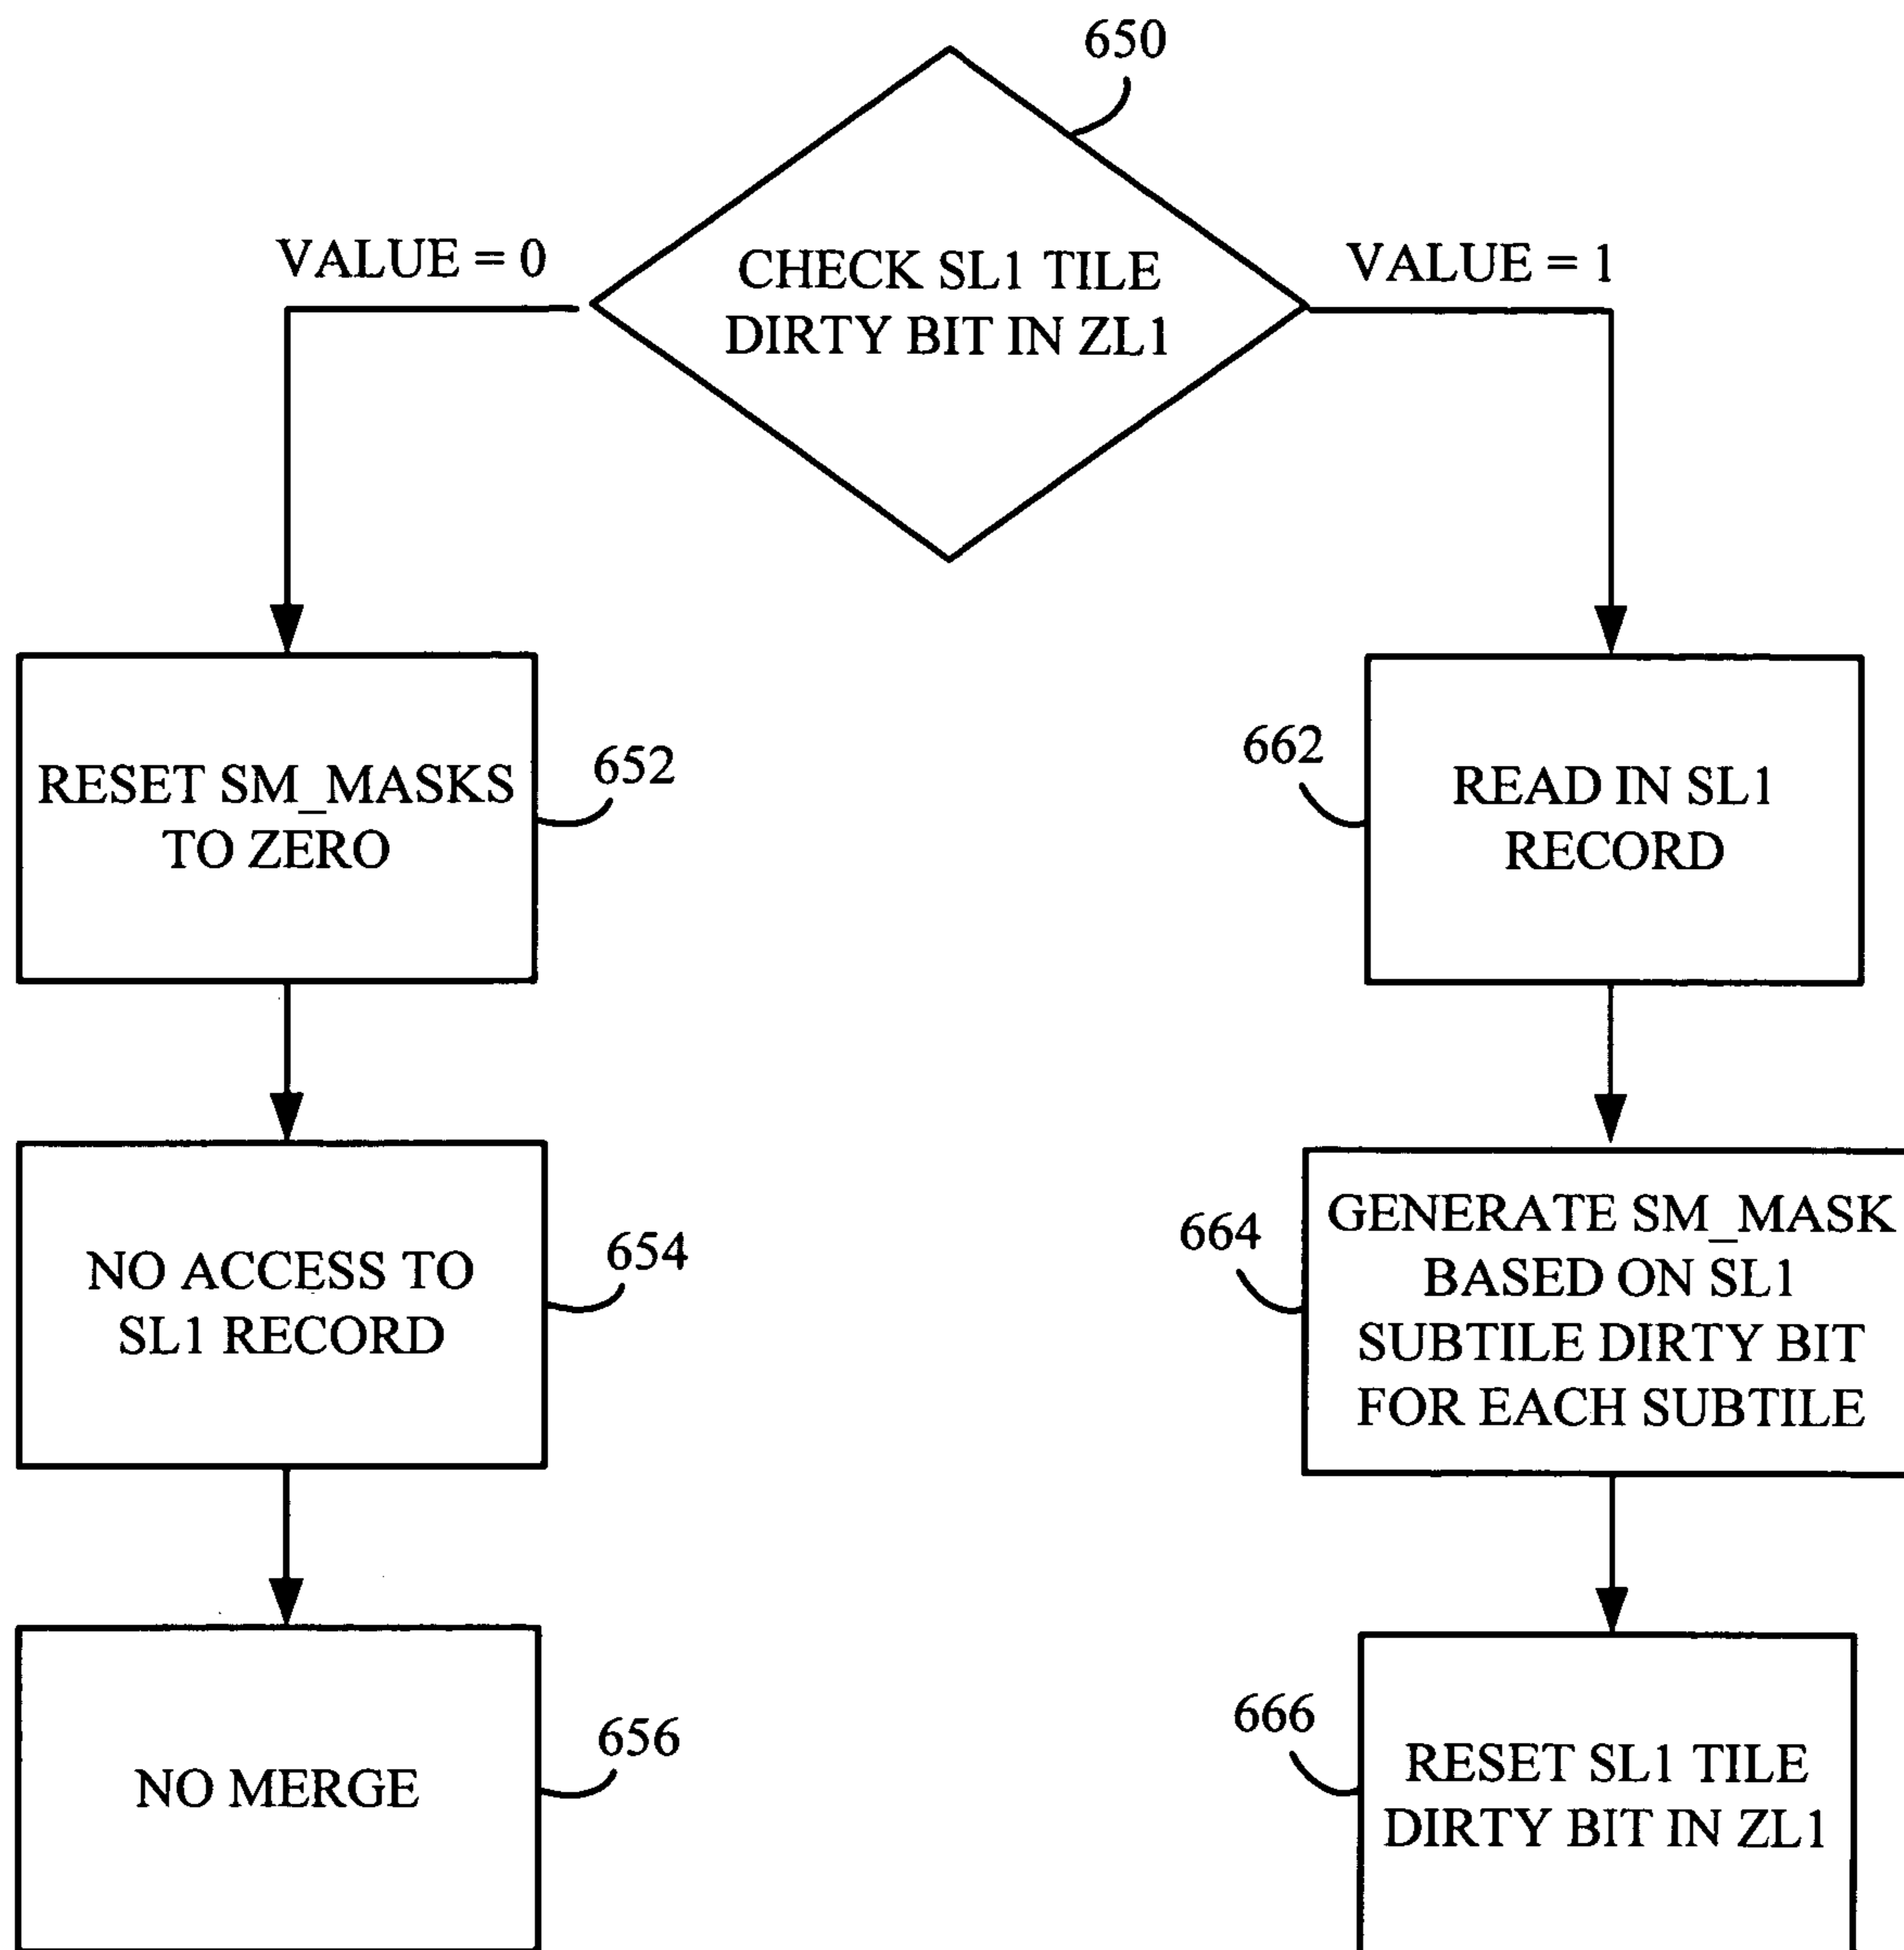 650
VALUE = 0
CHECK SL1 TILE
DIRTY BIT IN ZL1
VALUE = 1
RESET SM_MASKS
TO ZERO
652
662
READ IN SL1
RECORD
NO ACCESS TO
SL1 RECORD
654
664
GENERATE SM_MASK
BASED ON SL1
SUBTILE DIRTY BIT
FOR EACH SUBTILE
NO MERGE
656
666
RESET SL1 TILE
DIRTY BIT IN ZL1